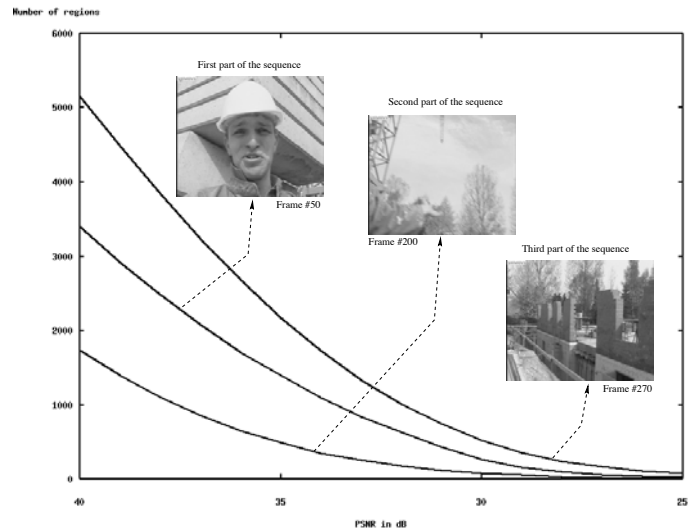 Number of regions
6000
First part of the sequence
Second part of the sequence
5000
4000
Frame #50
Frame #200
Third part of the sequence
3000
2000
Frame #270
1000
0
40
35
30
25
PSNR in dB